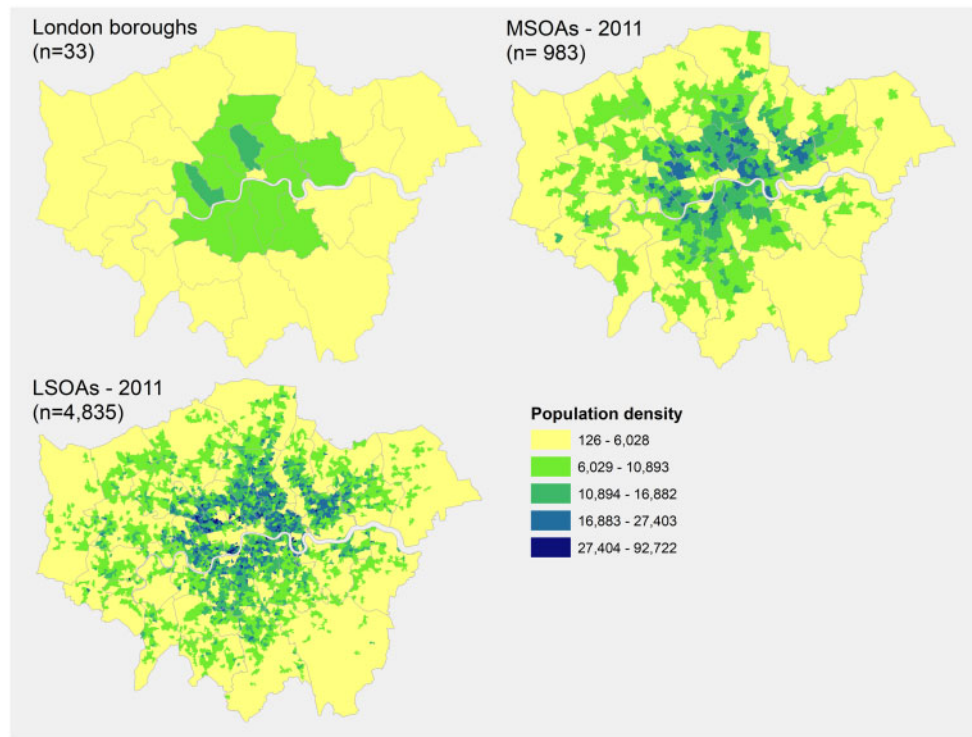 London boroughs
(n=33)
MSOAs - 2011
(n= 983)
LSOAs - 2011
(n=4,835)
Population density
126 - 6,028
6,029 - 10,893
10,894 - 16,882
16,883 - 27,403
27,404 - 92,722